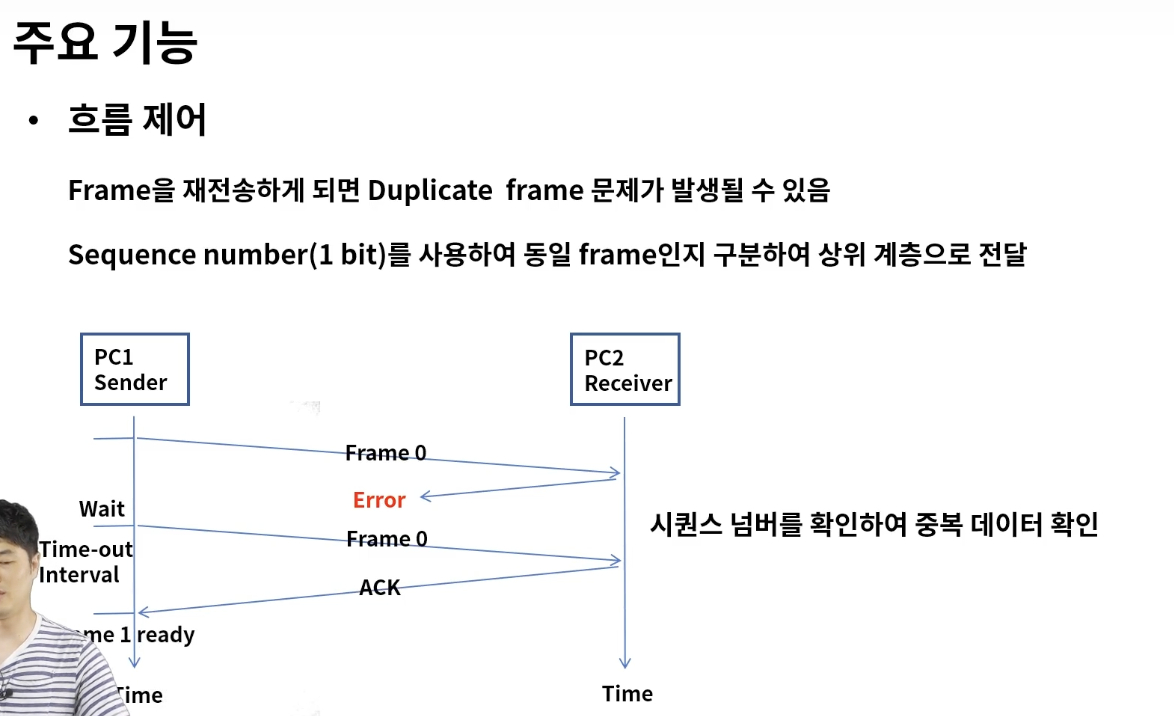 주요 기능
• 흐름 제어
Frame을 재전송하게 되면 Duplicate frame 문제가 발생될 수 있음
Sequence number(1 bit)를 사용하여 동일 frame인지 구분하여 상위 계층으로 전달
PC1
Sender
PC2
Receiver
Frame 0
Error
Wait
Frame 0
시퀀스 넘버를 확인하여 중복 데이터 확인
Time-out
Interval
ACK
1 ready
Time
Time